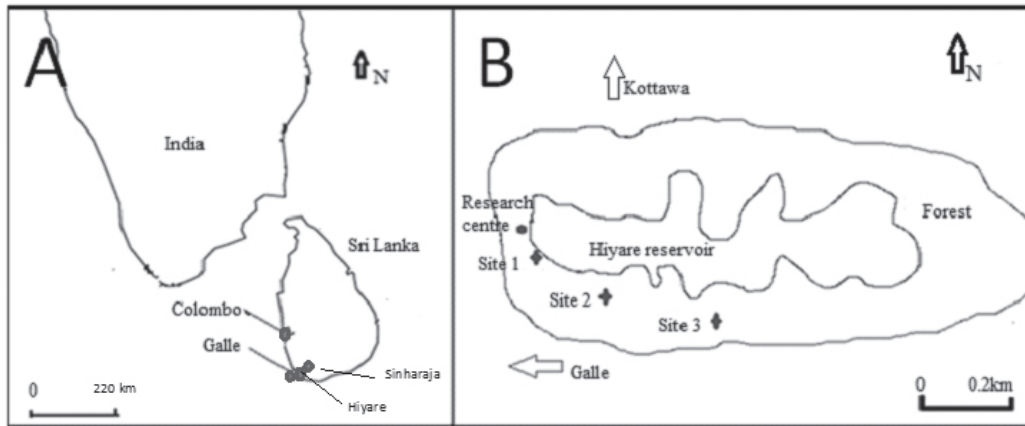 A
N
India
Sri Lanka
Colombo
Galle
Sinharaja
Hiyare
0
220 km
B
N
Kottawa
Research
centre
Forest
Hiyare reservoir
Site 1
Site 2
Site 3
Galle
0
0.2km